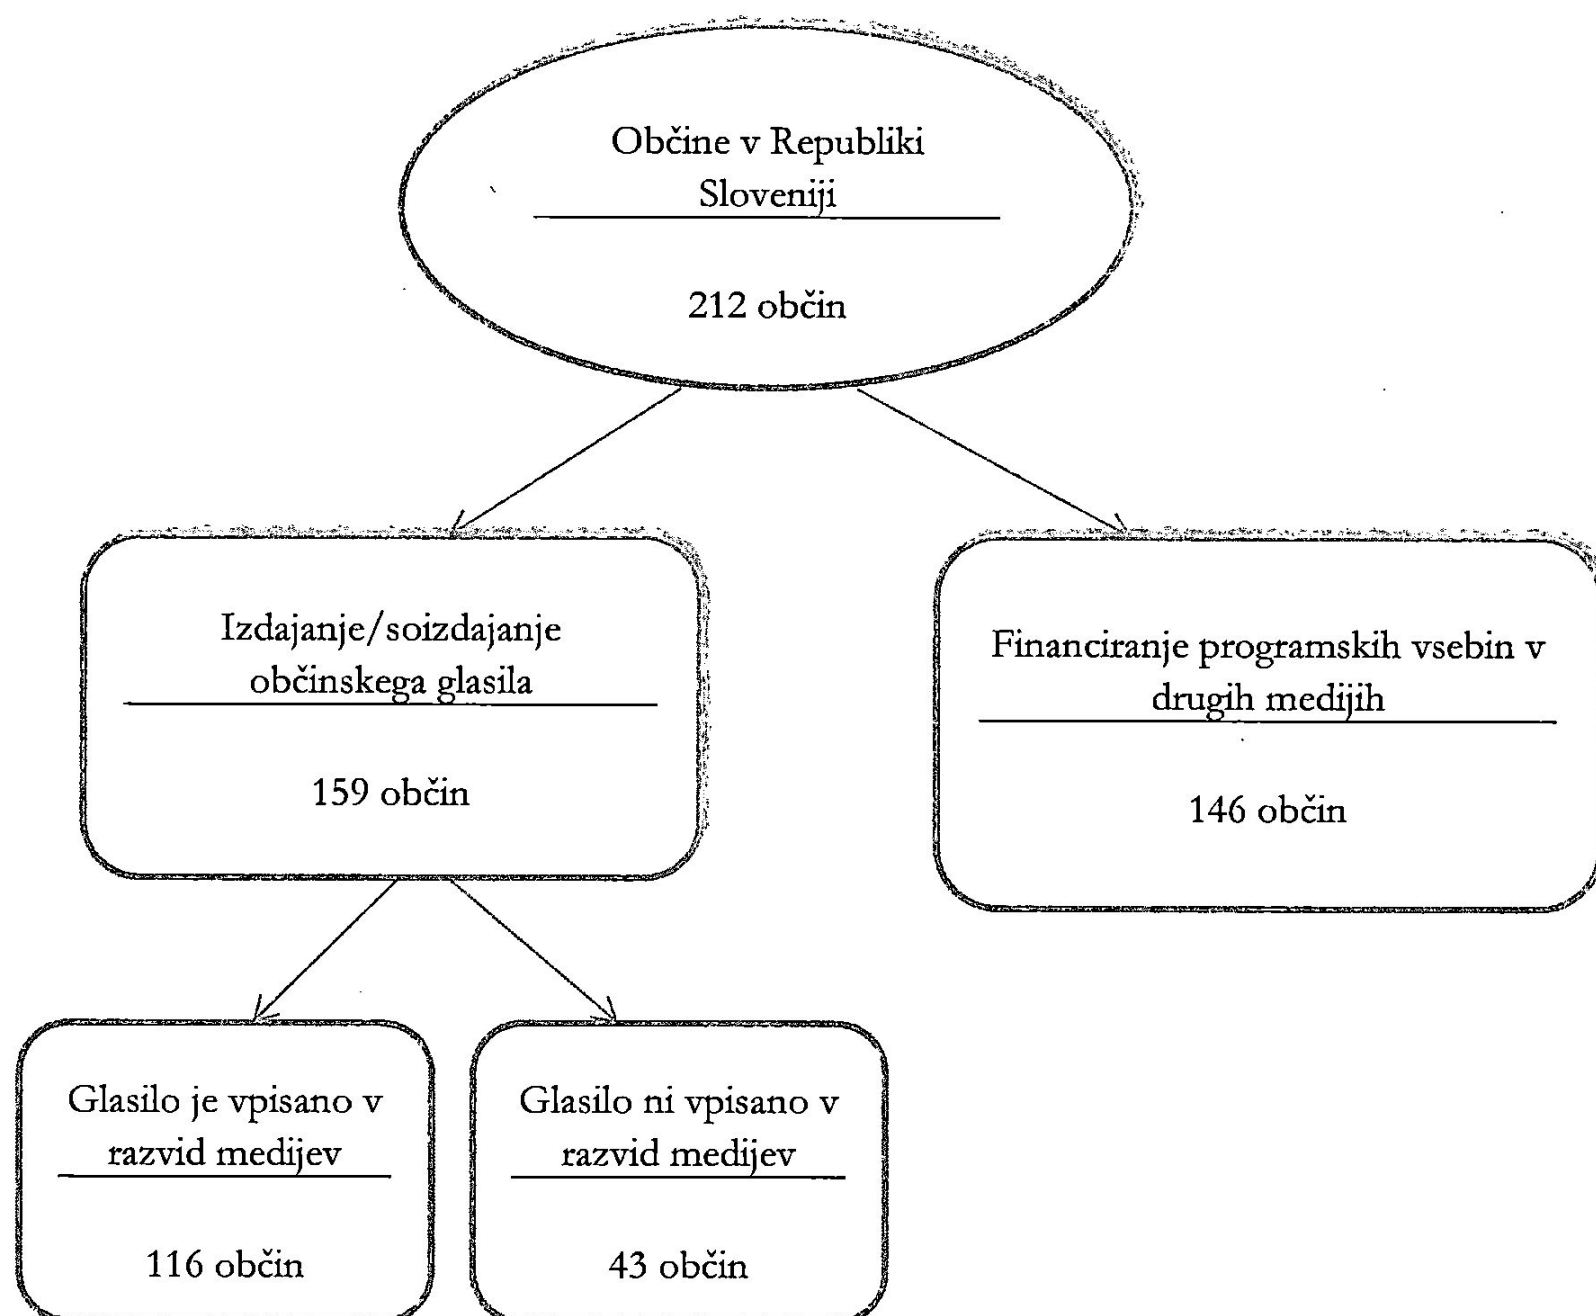 Občine v Republiki
Sloveniji
212 občin
Izdajanje/soizdajanje
občinskega glasila
159 občin
Financiranje programskih vsebin v
drugih medijih
146 občin
Glasilo je vpisano v
razvid medijev
116 občin
Glasilo ni vpisano v
razvid medijev
43 občin